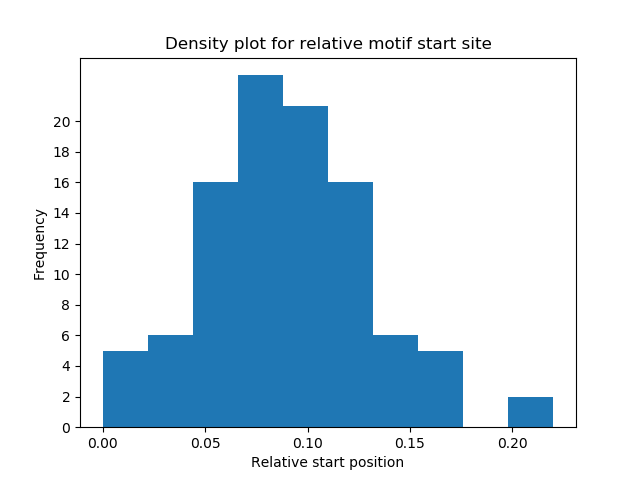 Density plot for relative motif start site
20
18
16
14
12
10
8
6
4
2
0
Frequency
0.00 0.05 0.10 0.15 0.20
Relative start position